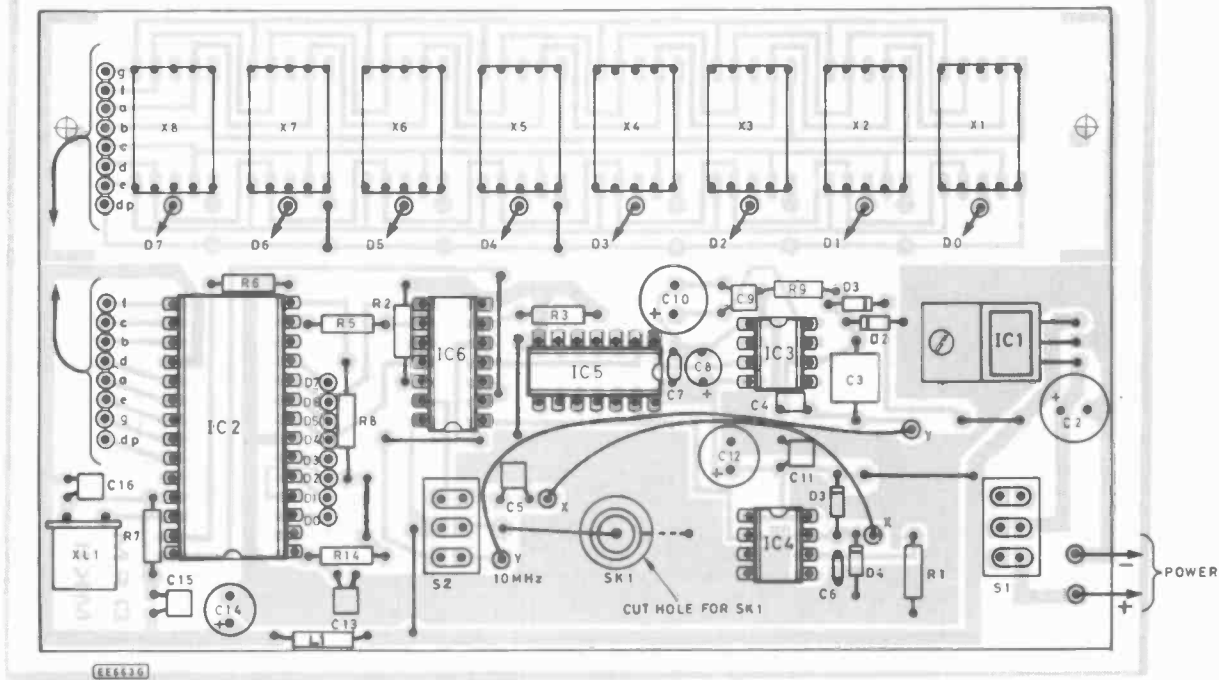 g
f
a
b
c
d
e
dp
X8
X7
X6
X5
X4
X3
X2
X1
D7
D6
D5
D4
D3
D2
D1
D0
R6
R5
R2
R3
C10
+
C9
R9
D3
D2
IC1
f
c
b
d
a
e
g
dp
IC2
D7
D6
D5
D4
D3
D2
D1
D0
R8
IC6
IC5
C7
C8
+
IC3
C4
C3
C2
+
Y
C16
XL1
R7
C15
C14
+
R14
C13
L1
S2
C5
X
Y
10MHz
SK1
CUT HOLE FOR SK1
C12
+
C11
D3
X
IC4
C6
D4
R1
S1
-
+
POWER
EE6630